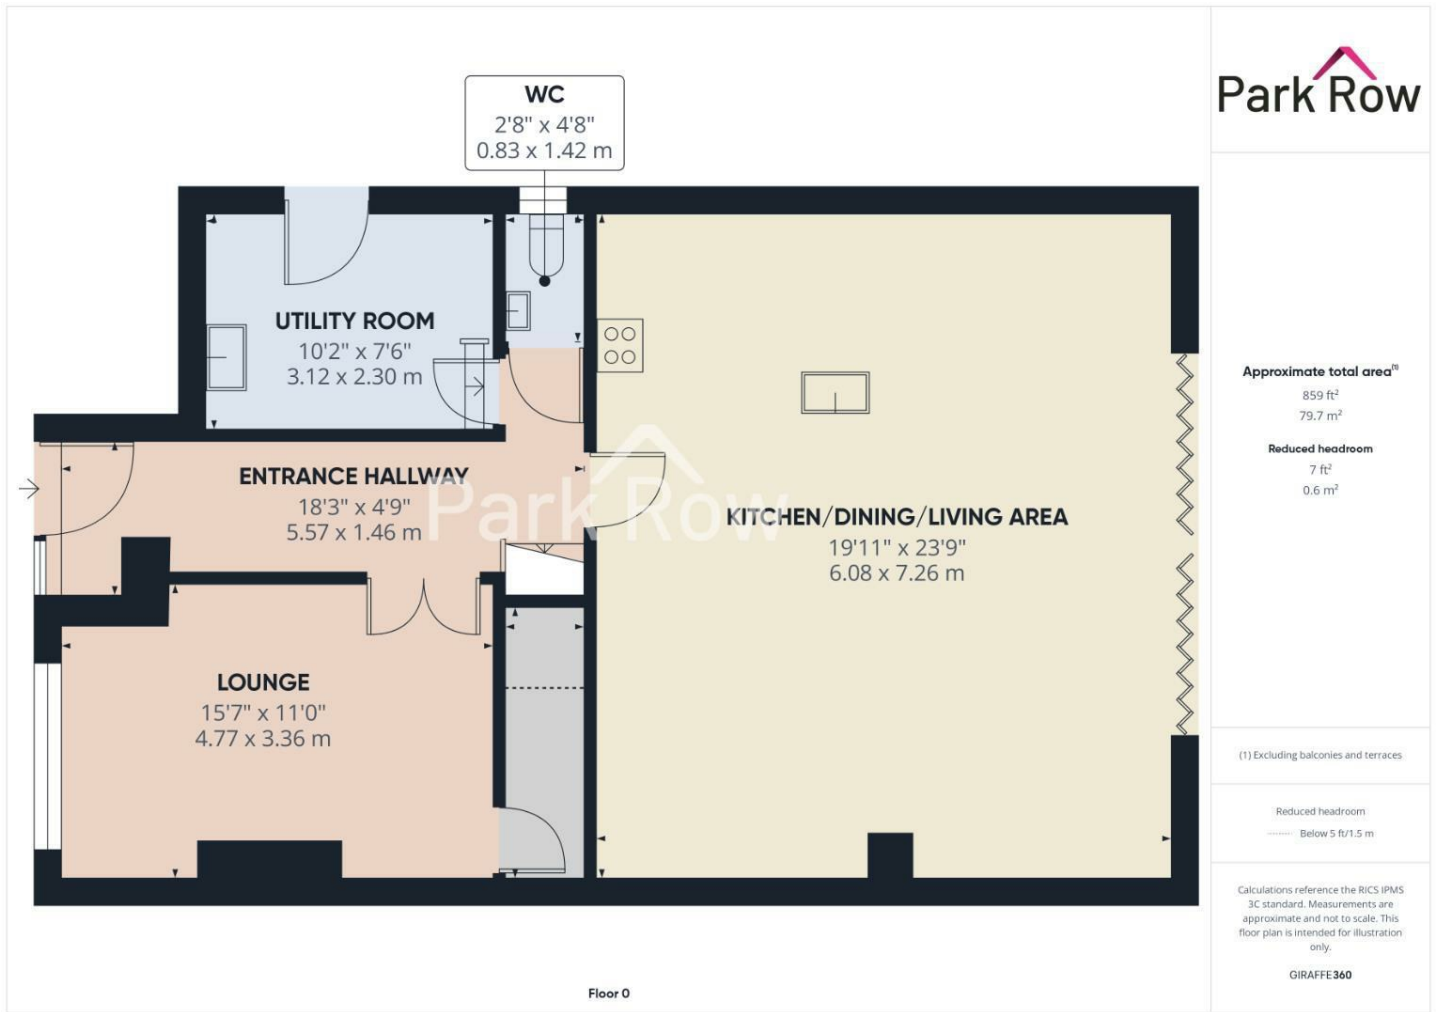 WC
2'8" x 4'8"
0.83 x 1.42 m
UTILITY ROOM
10'2" x 7'6"
3.12 x 2.30 m
ENTRANCE HALLWAY
18'3" x 4'9"
5.57 x 1.46 m
Park Row
KITCHEN/DINING/LIVING AREA
19'11" x 23'9"
6.08 x 7.26 m
LOUNGE
15'7" x 11'0"
4.77 x 3.36 m
Floor 0
Park Row
Approximate total area(1)
859 ft²
79.7 m²
Reduced headroom
7 ft²
0.6 m²
(1) Excluding balconies and terraces
Reduced headroom
Below 5 ft/1.5 m
Calculations reference the RICS IPMS
3C standard. Measurements are
approximate and not to scale. This
floor plan is intended for illustration
only.
GIRAFFE360